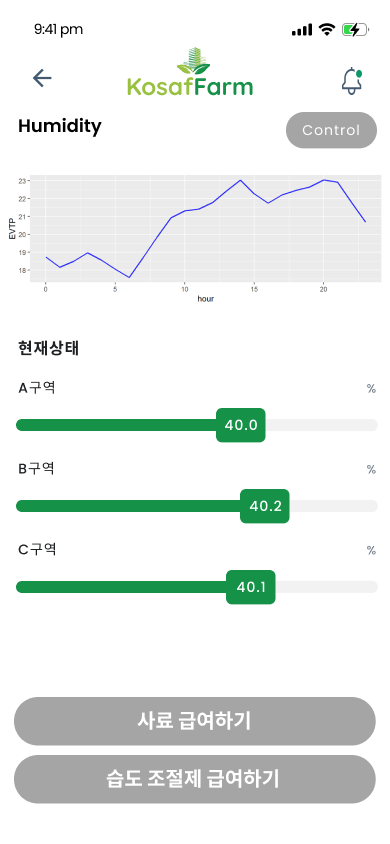 9:41 pm
KosafFarm
Humidity
Control
23
22
21
20
19
18
EVTP
0 5 10 15 20
hour
현재상태
A구역 %
40.0
B구역 %
40.2
C구역 %
40.1
사료 급여하기
습도 조절제 급여하기